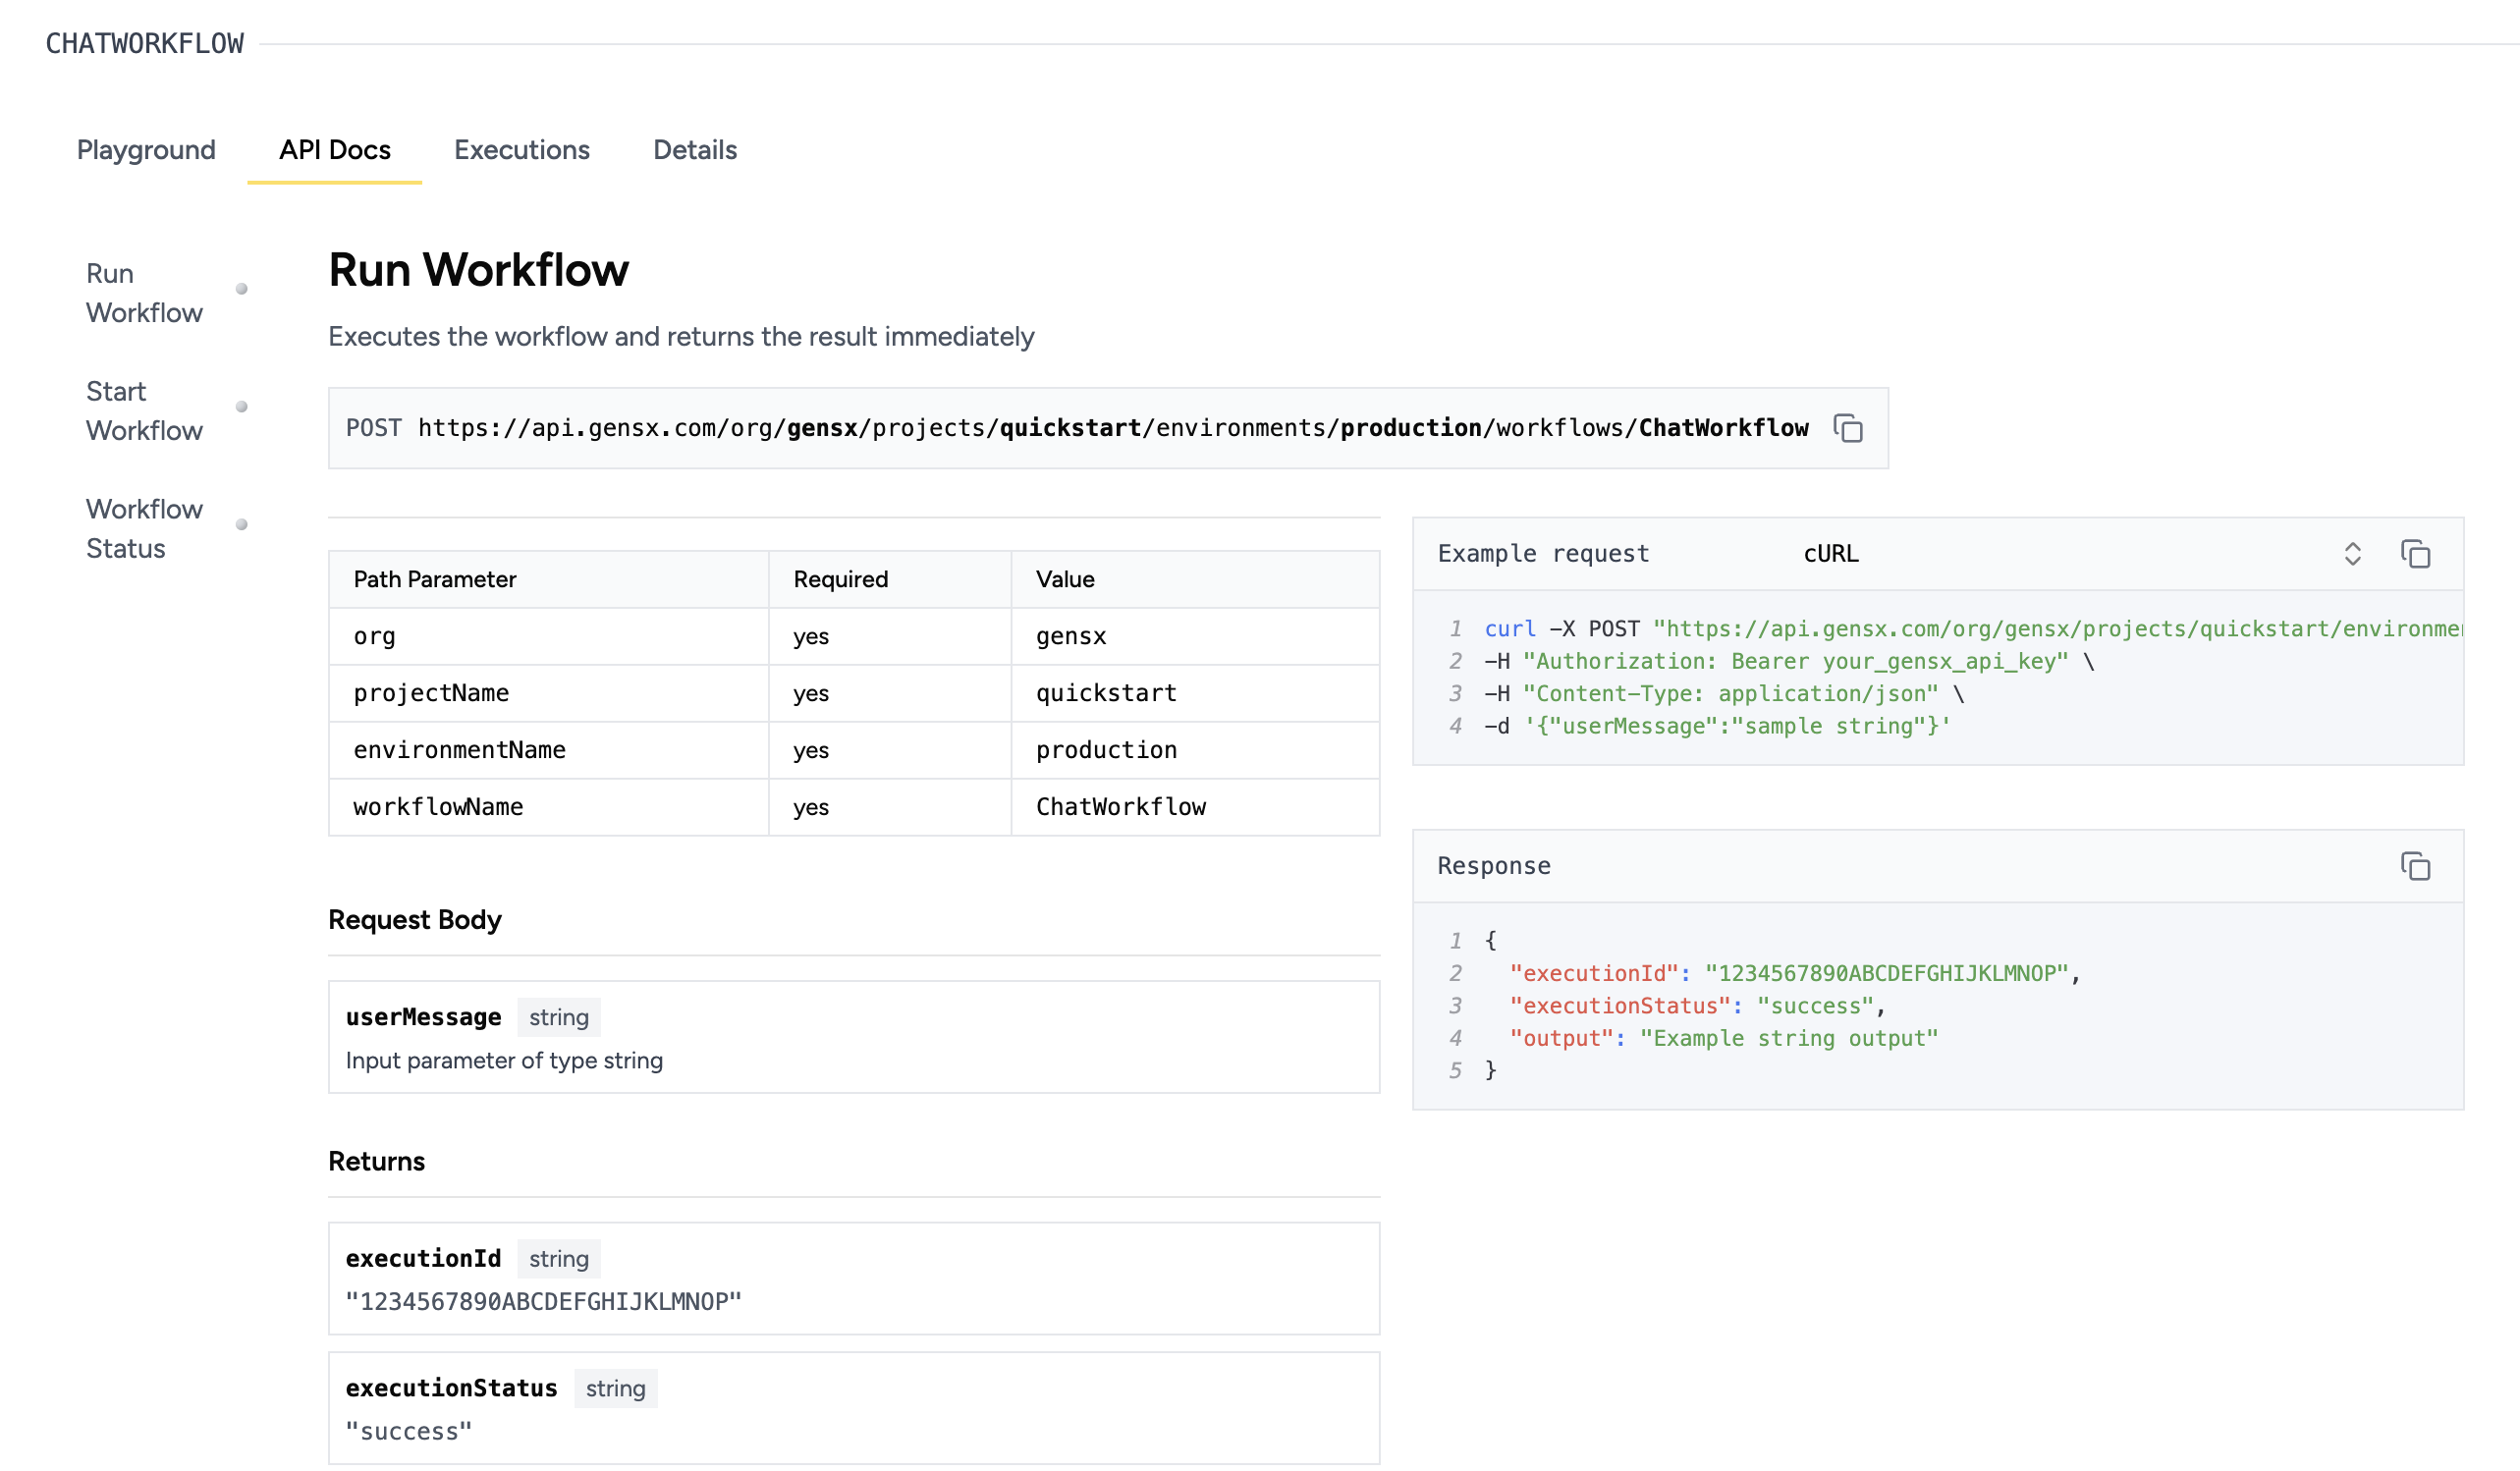 CHATWORKFLOW
Playground API Docs Executions Details
Run
Workflow
Start
Workflow
Workflow
Status
Run Workflow
Executes the workflow and returns the result immediately
POST https://api.gensx.com/org/gensx/projects/quickstart/environments/production/workflows/ChatWorkflow
Path Parameter Required Value
org yes gensx
projectName yes quickstart
environmentName yes production
workflowName yes ChatWorkflow
Request Body
userMessage string
Input parameter of type string
Returns
executionId string
"1234567890ABCDEFGHIJKLMNOP"
executionStatus string
"success"
Example request cURL
1 curl -X POST "https://api.gensx.com/org/gensx/projects/quickstart/environme
2 -H "Authorization: Bearer your_gensx_api_key" \
3 -H "Content-Type: application/json" \
4 -d '{"userMessage":"sample string"}'
Response
1 {
2 "executionId": "1234567890ABCDEFGHIJKLMNOP",
3 "executionStatus": "success",
4 "output": "Example string output"
5 }